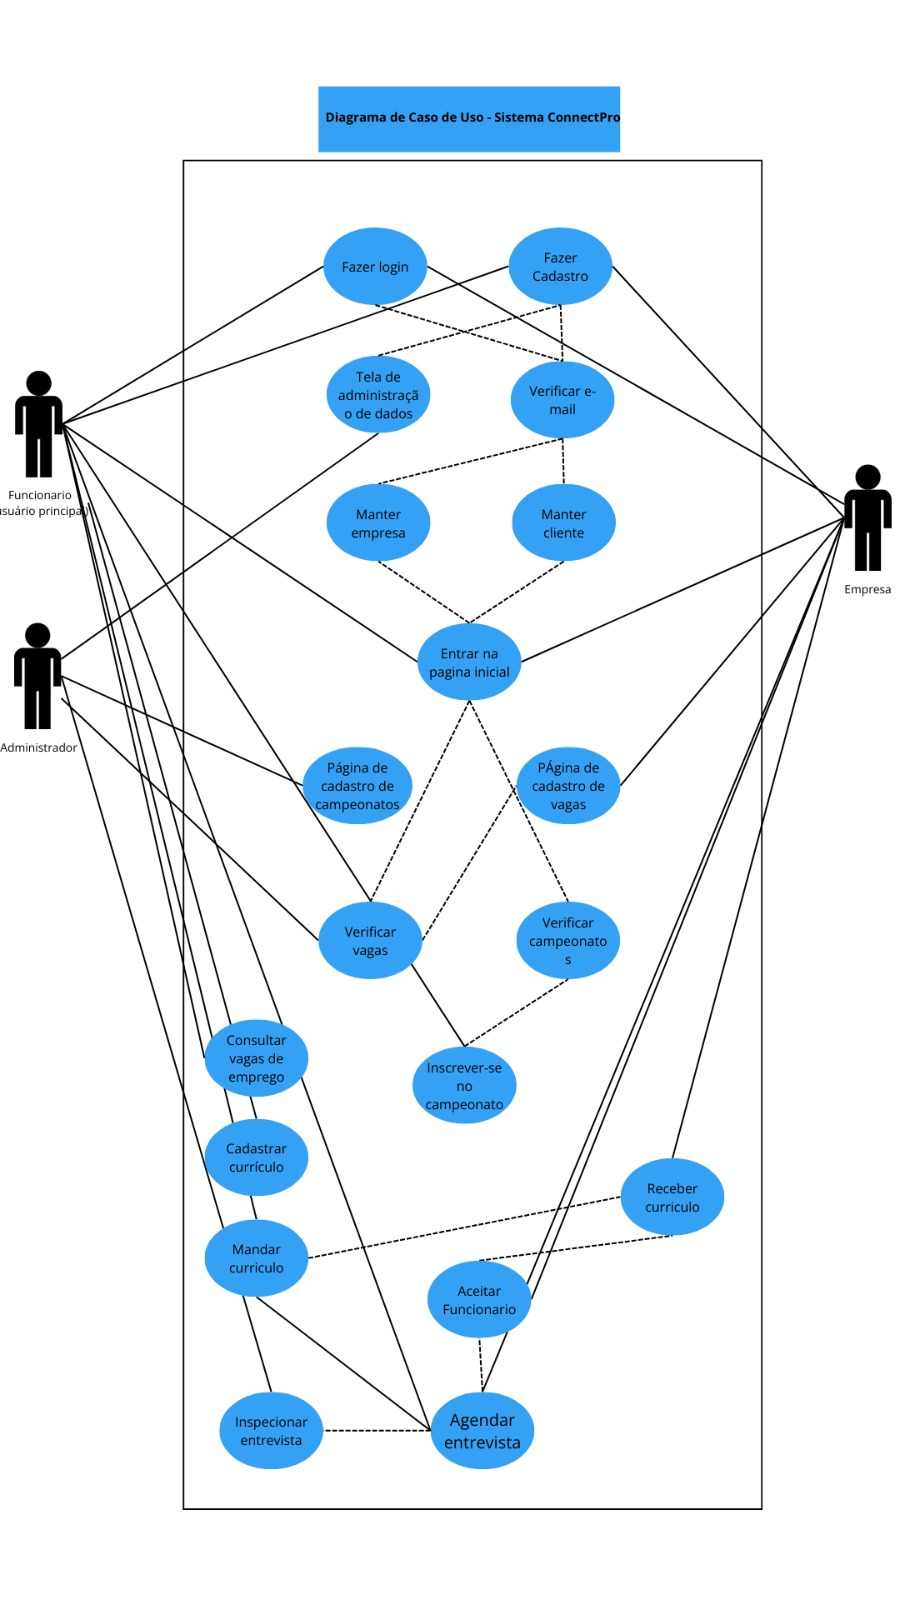 Diagrama de Caso de Uso - Sistema ConnectPro
Fazer login
Fazer
Cadastro
Tela de
administraçã
o de dados
Verificar e-
mail
Funcionario
usuário principal)
Manter
empresa
Manter
cliente
Empresa
Entrar na
pagina inicial
Administrador
Página de
cadastro de
campeonatos
PÁgina de
cadastro de
vagas
Verificar
vagas
Verificar
campeonato
s
Consultar
vagas de
emprego
Inscrever-se
no
campeonato
Cadastrar
currículo
Receber
curriculo
Mandar
curriculo
Aceitar
Funcionario
Inspecionar
entrevista
Agendar
entrevista